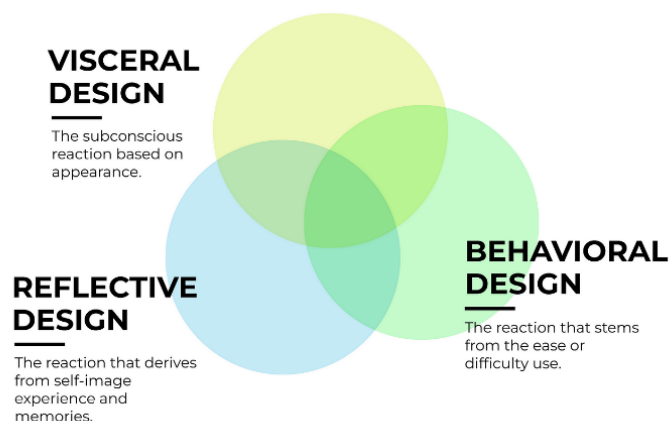 VISCERAL
DESIGN
The subconscious
reaction based on
appearance.
BEHAVIORAL
DESIGN
The reaction that stems
from the ease or
difficulty use.
REFLECTIVE
DESIGN
The reaction that derives
from self-image
experience and
memories.